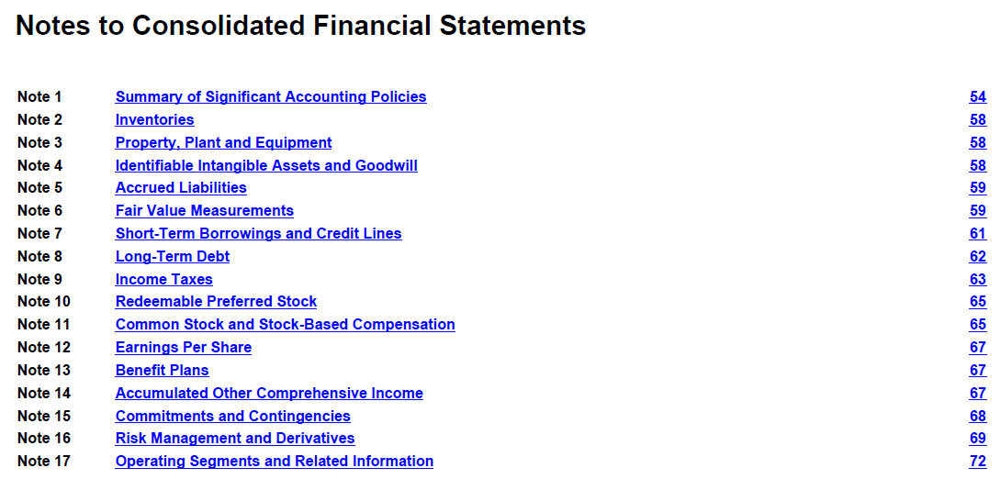 Notes to Consolidated Financial Statements
Note 1 Summary of Significant Accounting Policies 54
Note 2 Inventories 58
Note 3 Property, Plant and Equipment 58
Note 4 Identifiable Intangible Assets and Goodwill 58
Note 5 Accrued Liabilities 59
Note 6 Fair Value Measurements 59
Note 7 Short-Term Borrowings and Credit Lines 61
Note 8 Long-Term Debt 62
Note 9 Income Taxes 63
Note 10 Redeemable Preferred Stock 65
Note 11 Common Stock and Stock-Based Compensation 65
Note 12 Earnings Per Share 67
Note 13 Benefit Plans 67
Note 14 Accumulated Other Comprehensive Income 67
Note 15 Commitments and Contingencies 68
Note 16 Risk Management and Derivatives 69
Note 17 Operating Segments and Related Information 72